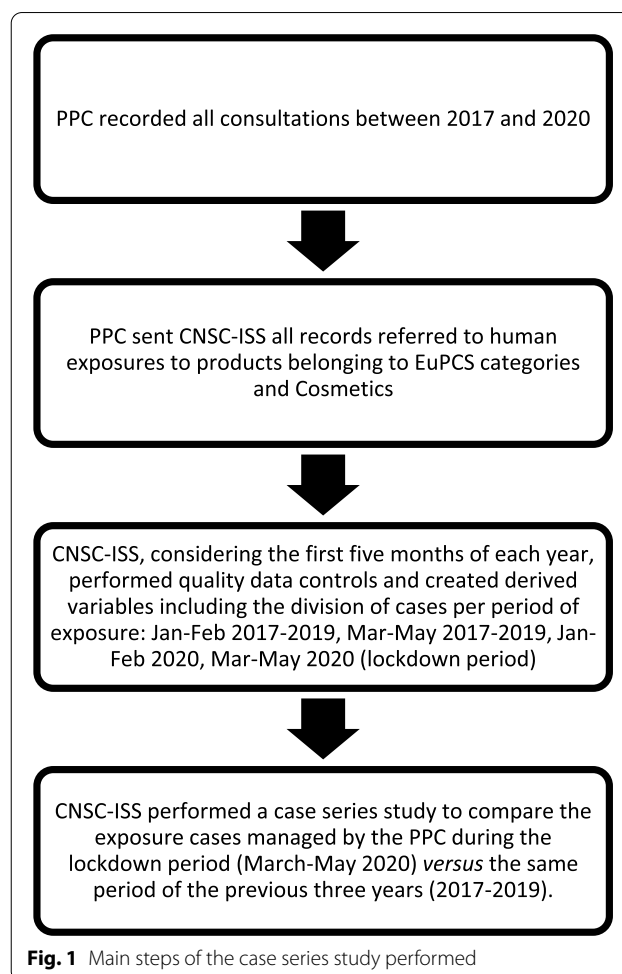 PPC recorded all consultations between 2017 and 2020
PPC sent CNSC-ISS all records referred to human
exposures to products belonging to EuPCS categories
and Cosmetics
CNSC-ISS, considering the first five months of each year,
performed quality data controls and created derived
variables including the division of cases per period of
exposure: Jan-Feb 2017-2019, Mar-May 2017-2019, Jan-
Feb 2020, Mar-May 2020 (lockdown period)
CNSC-ISS performed a case series study to compare the
exposure cases managed by the PPC during the
lockdown period (March-May 2020) versus the same
period of the previous three years (2017-2019).
Fig. 1 Main steps of the case series study performed